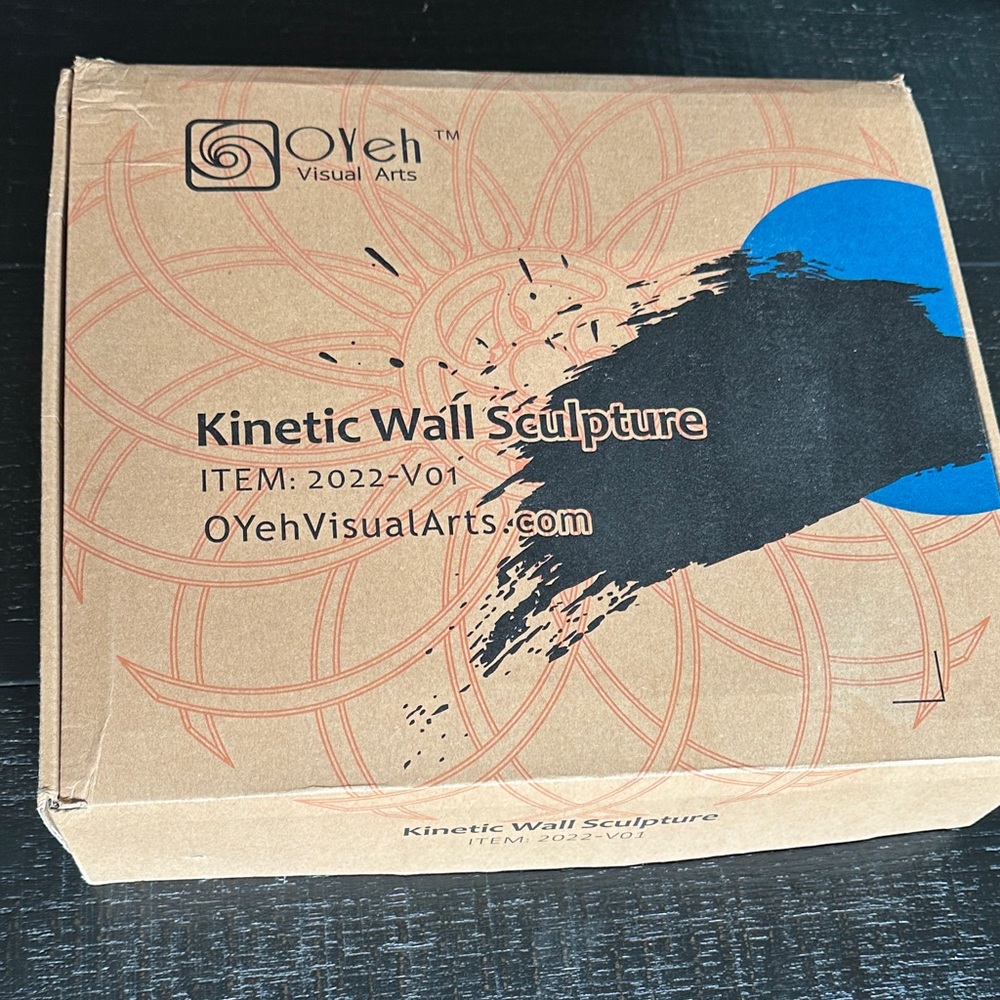 OYeh™
Visual Arts
Kinetic Wall Sculpture
ITEM: 2022-V01
OYehVisualArts.com
Kinetic Wall Sculpture
ITEM: 2022-V01